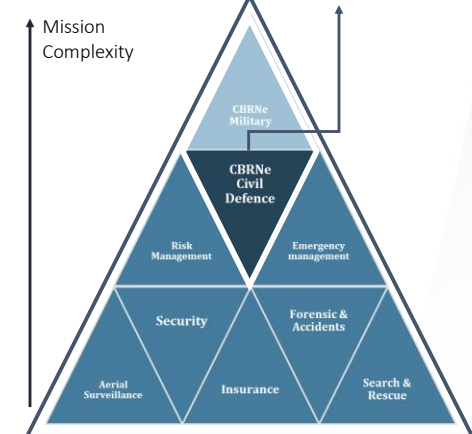 Mission
Complexity
CBRNe
Military
CBRNe
Civil
Defence
Risk
Management
Emergency
management
Security
Forensic &
Accidents
Aerial
Surveillance
Insurance
Search &
Rescue